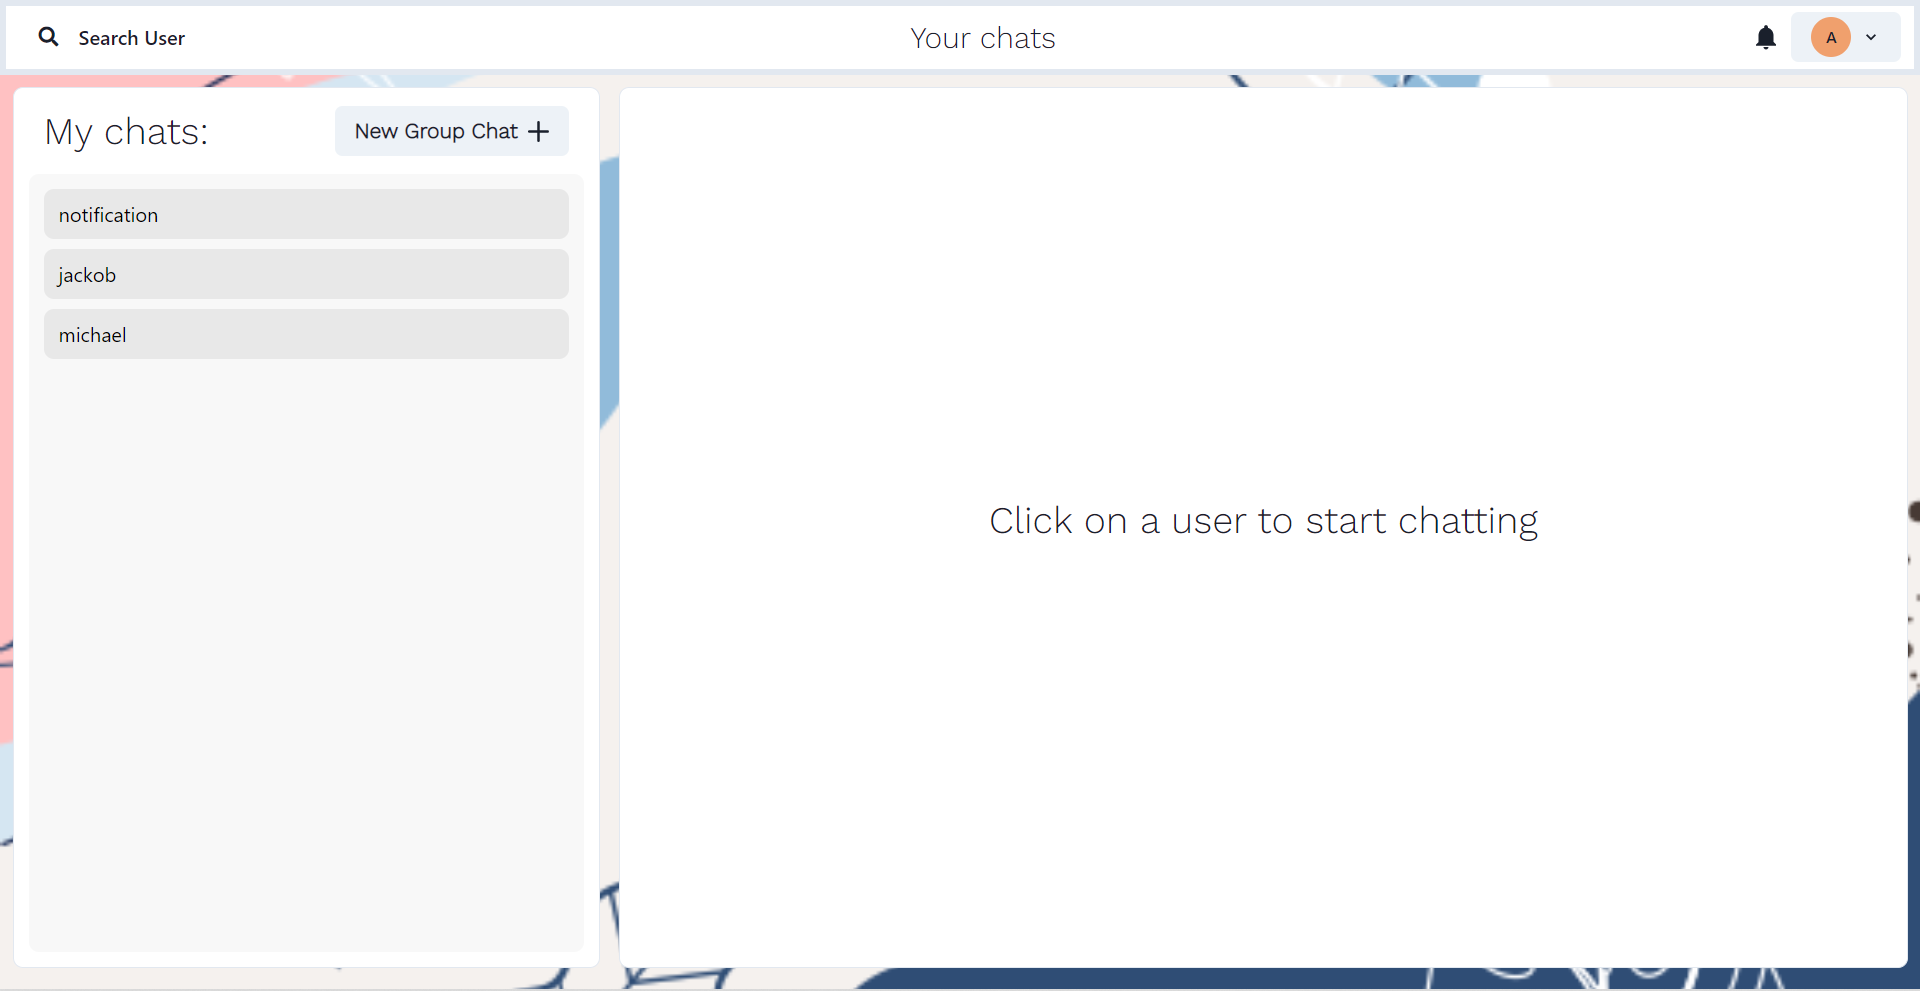 Search User
Your chats
A
My chats:
New Group Chat
notification
jackob
michael
Click on a user to start chatting